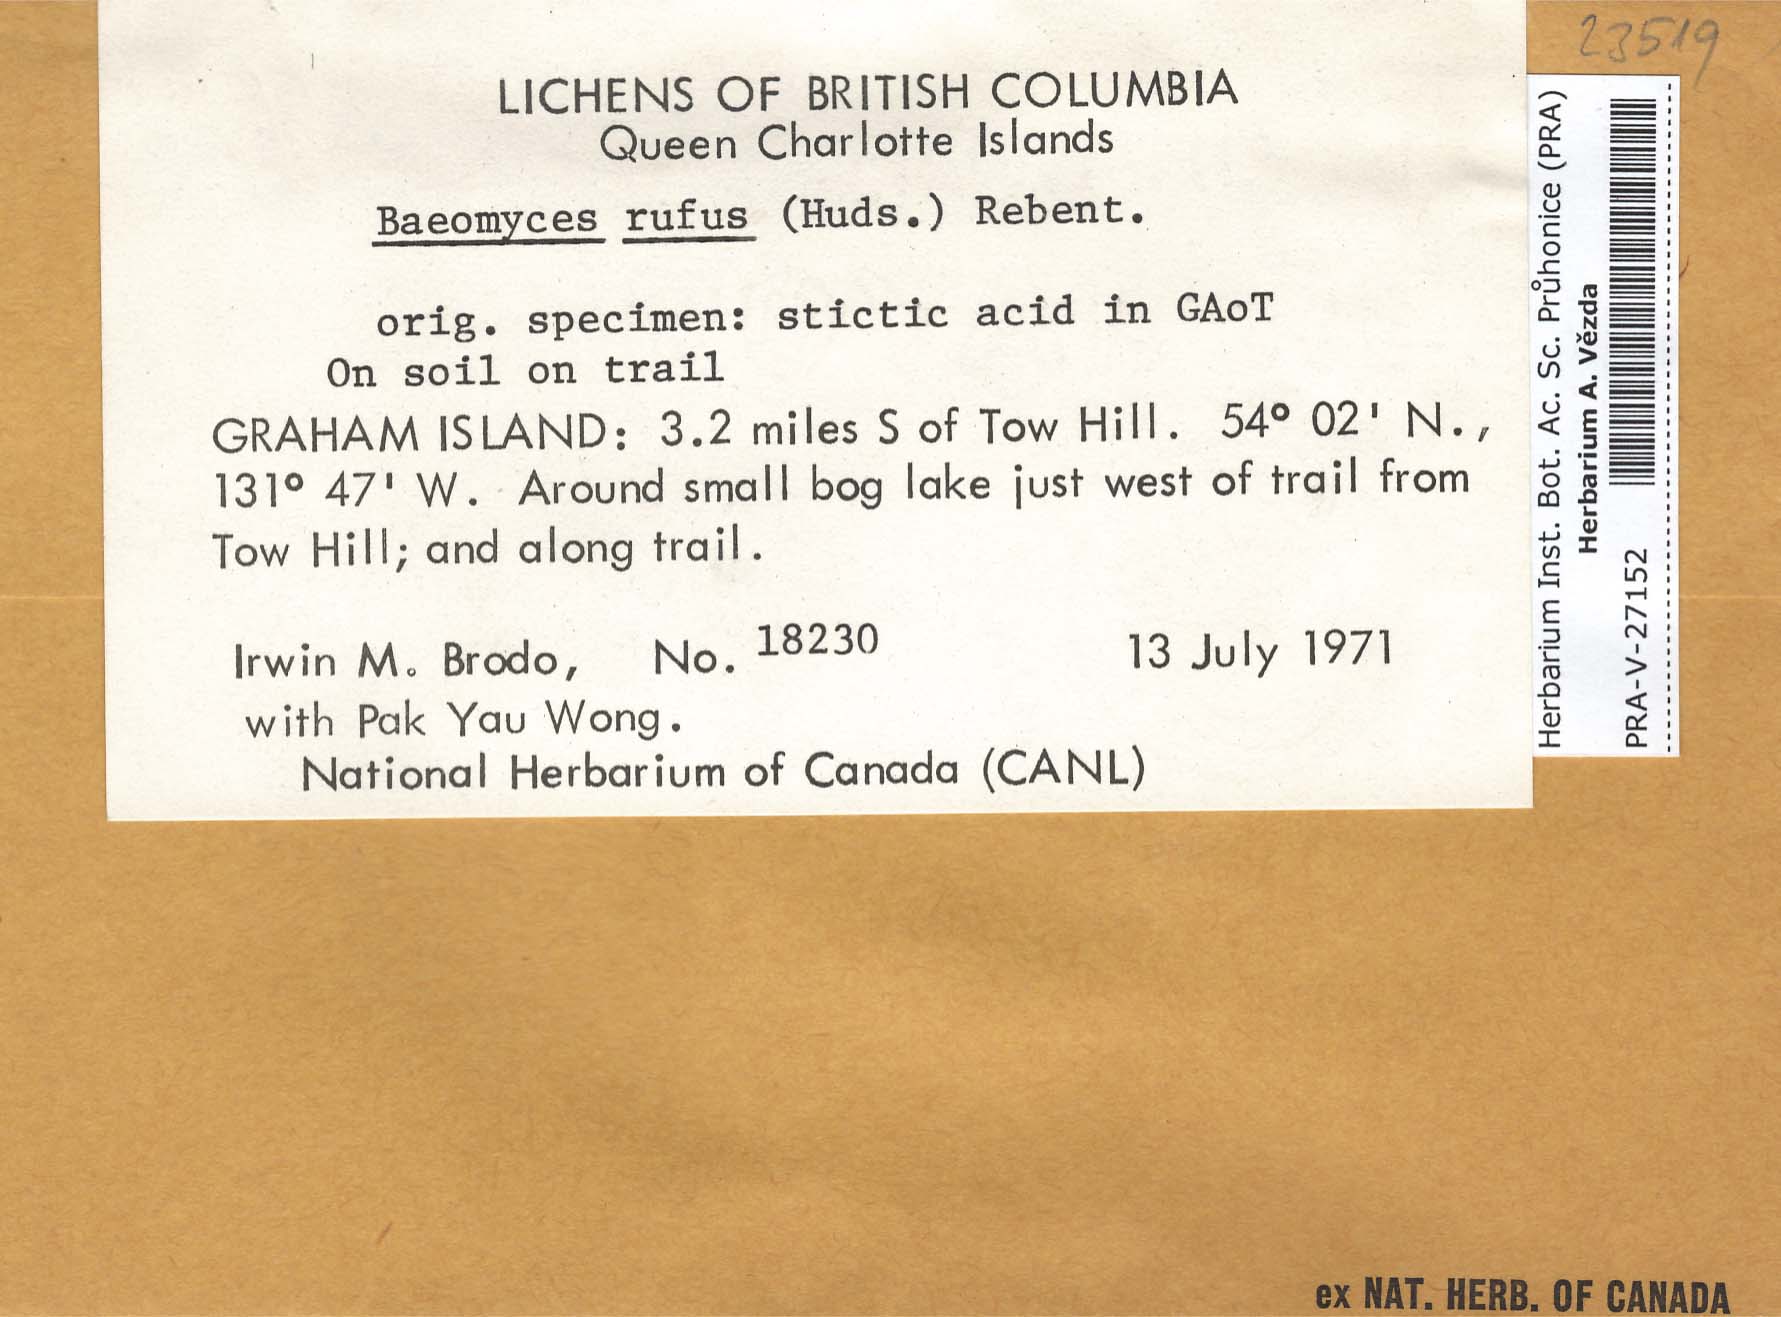 23519
LICHENS OF BRITISH COLUMBIA
Queen Charlotte Islands
Baeomyces rufus (Huds.) Rebent.
orig. specimen: stictic acid in GAoT
On soil on trail
GRAHAM ISLAND: 3.2 miles S of Tow Hill. 54° 02' N.,
131° 47' W. Around small bog lake just west of trail from
Tow Hill; and along trail.
Irwin M. Brodo, No. 18230 13 July 1971
with Pak Yau Wong.
National Herbarium of Canada (CANL)
Herbarium Inst. Bot. Ac. Sc. Průhonice (PRA)
Herbarium A. Vězda
PRA-V-27152
ex NAT. HERB. OF CANADA